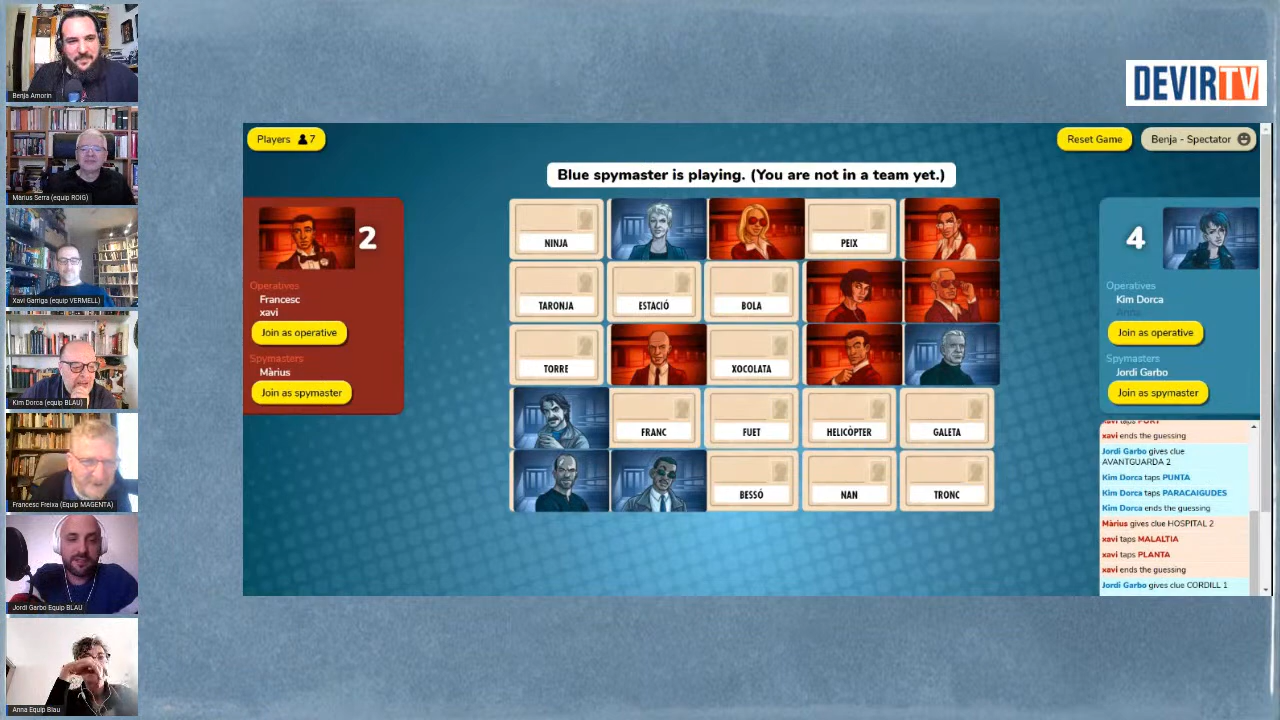 Benja Amorin
Màrius Serra (equip ROIG)
Xavi Garriga (equip VERMELL)
Kim Dorca (equip BLAU)
Francesc Freixa (Equip MAGENTA)
Jordi Garbo Equip BLAU
Anna Equip Blau
DEVIRTV
Players 7
Reset Game
Benja - Spectator
Blue spymaster is playing. (You are not in a team yet.)
2
Operatives
Francesc
xavi
Join as operative
Spymasters
Màrius
Join as spymaster
NINJA
PEIX
TARONJA
ESTACIÓ
BOLA
TORRE
XOCOLATA
FRANC
FUET
HELICÒPTER
GALETA
BESSÓ
NAN
TRONC
4
Operatives
Kim Dorca
Anna
Join as operative
Spymasters
Jordi Garbo
Join as spymaster
xavi taps PORT
xavi ends the guessing
Jordi Garbo gives clue
AVANTGUARDA 2
Kim Dorca taps PUNTA
Kim Dorca taps PARACAIGUDES
Kim Dorca ends the guessing
Màrius gives clue HOSPITAL 2
xavi taps MALALTIA
xavi taps PLANTA
xavi ends the guessing
Jordi Garbo gives clue CORDILL 1